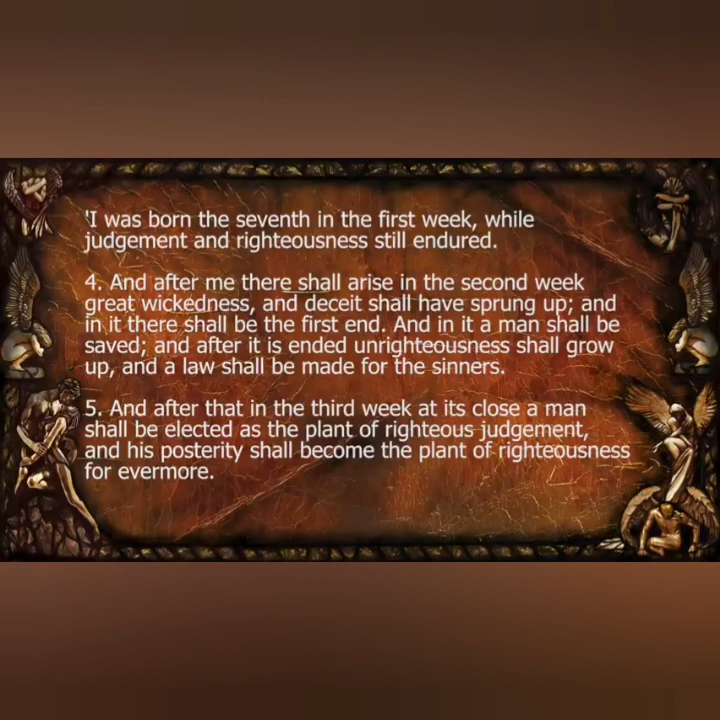 'I was born the seventh in the first week, while
judgement and righteousness still endured.
4. And after me there shall arise in the second week
great wickedness, and deceit shall have sprung up; and
in it there shall be the first end. And in it a man shall be
saved; and after it is ended unrighteousness shall grow
up, and a law shall be made for the sinners.
5. And after that in the third week at its close a man
shall be elected as the plant of righteous judgement,
and his posterity shall become the plant of righteousness
for evermore.